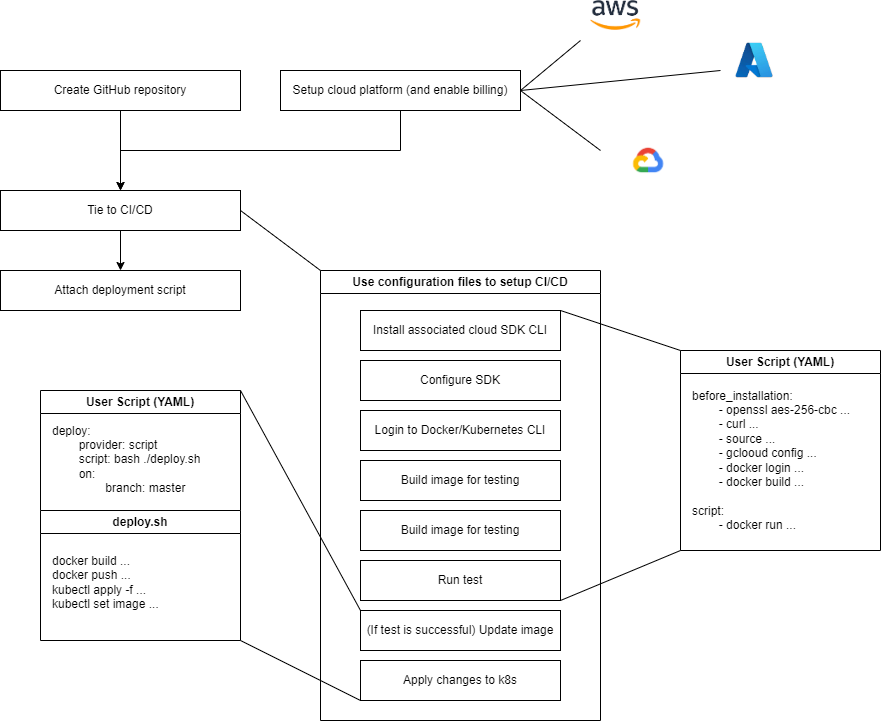 aws
Create GitHub repository
Setup cloud platform (and enable billing)
Tie to CI/CD
Attach deployment script
Use configuration files to setup CI/CD
Install associated cloud SDK CLI
Configure SDK
Login to Docker/Kubernetes CLI
Build image for testing
Build image for testing
Run test
(If test is successful) Update image
Apply changes to k8s
User Script (YAML)
before_installation:
- openssl aes-256-cbc ...
- curl ...
- source ...
- gclooud config ...
- docker login ...
- docker build ...
script:
- docker run ...
User Script (YAML)
deploy:
provider: script
script: bash ./deploy.sh
on:
branch: master
deploy.sh
docker build ...
docker push ...
kubectl apply -f ...
kubectl set image ...